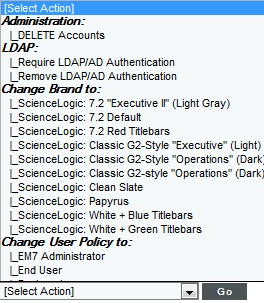 [Select Action]
Administration:
|_DELETE Accounts
LDAP:
|_Require LDAP/AD Authentication
|_Remove LDAP/AD Authentication
Change Brand to:
|_ScienceLogic: 7.2 "Executive II" (Light Gray)
|_ScienceLogic: 7.2 Default
|_ScienceLogic: 7.2 Red Titlebars
|_ScienceLogic: Classic G2-Style "Executive" (Light)
|_ScienceLogic: Classic G2-Style "Operations" (Dark)
|_ScienceLogic: Classic G2-style "Operations" (Dark)
|_ScienceLogic: Clean Slate
|_ScienceLogic: Papyrus
|_ScienceLogic: White + Blue Titlebars
|_ScienceLogic: White + Green Titlebars
Change User Policy to:
|_EM7 Administrator
|_End User
[Select Action]
Go